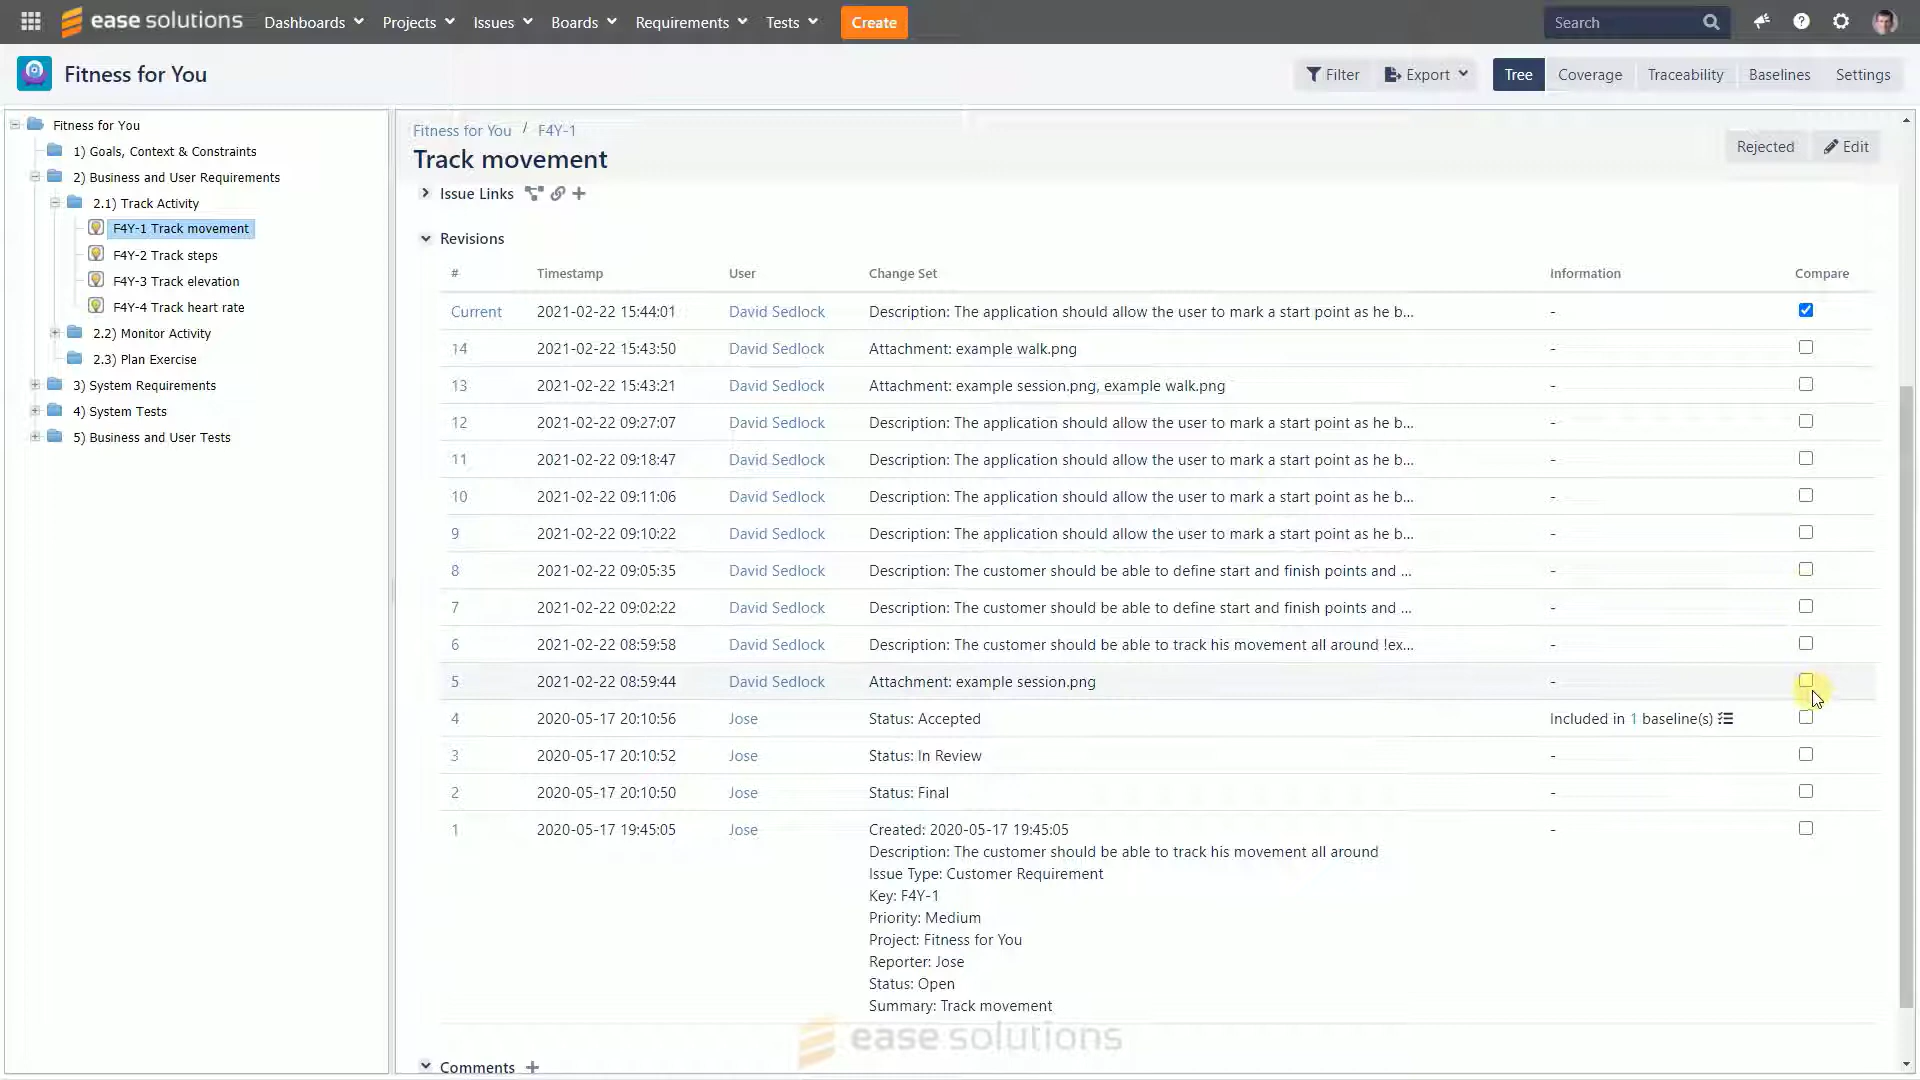 ease solutions
Dashboards
Projects
Issues
Boards
Requirements
Tests
Create
Search
Fitness for You
Filter
Export
Tree
Coverage
Traceability
Baselines
Settings
Fitness for You
1) Goals, Context & Constraints
2) Business and User Requirements
2.1) Track Activity
F4Y-1 Track movement
F4Y-2 Track steps
F4Y-3 Track elevation
F4Y-4 Track heart rate
2.2) Monitor Activity
2.3) Plan Exercise
3) System Requirements
4) System Tests
5) Business and User Tests
Fitness for You / F4Y-1
Track movement
Rejected
Edit
Issue Links
Revisions
# Timestamp User Change Set Information Compare
Current 2021-02-22 15:44:01 David Sedlock Description: The application should allow the user to mark a start point as he b... -
14 2021-02-22 15:43:50 David Sedlock Attachment: example walk.png -
13 2021-02-22 15:43:21 David Sedlock Attachment: example session.png, example walk.png -
12 2021-02-22 09:27:07 David Sedlock Description: The application should allow the user to mark a start point as he b... -
11 2021-02-22 09:18:47 David Sedlock Description: The application should allow the user to mark a start point as he b... -
10 2021-02-22 09:11:06 David Sedlock Description: The application should allow the user to mark a start point as he b... -
9 2021-02-22 09:10:22 David Sedlock Description: The application should allow the user to mark a start point as he b... -
8 2021-02-22 09:05:35 David Sedlock Description: The customer should be able to define start and finish points and ... -
7 2021-02-22 09:02:22 David Sedlock Description: The customer should be able to define start and finish points and ... -
6 2021-02-22 08:59:58 David Sedlock Description: The customer should be able to track his movement all around !ex... -
5 2021-02-22 08:59:44 David Sedlock Attachment: example session.png -
4 2020-05-17 20:10:56 Jose Status: Accepted Included in 1 baseline(s)
3 2020-05-17 20:10:52 Jose Status: In Review -
2 2020-05-17 20:10:50 Jose Status: Final -
1 2020-05-17 19:45:05 Jose Created: 2020-05-17 19:45:05 -
Description: The customer should be able to track his movement all around
Issue Type: Customer Requirement
Key: F4Y-1
Priority: Medium
Project: Fitness for You
Reporter: Jose
Status: Open
Summary: Track movement
ease solutions
Comments